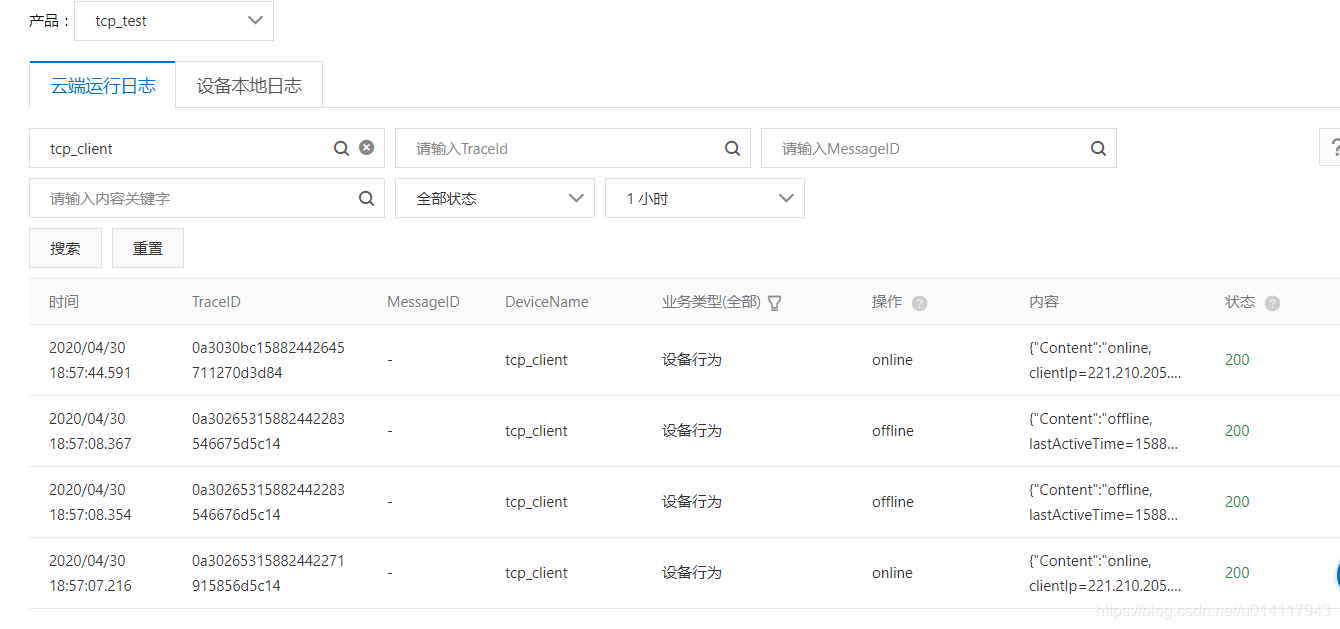 产品： tcp_test
云端运行日志 设备本地日志
tcp_client 请输入TraceId 请输入MessageID ?
请输入内容关键字 全部状态 1 小时
搜索 重置
时间 TraceID MessageID DeviceName 业务类型(全部) 操作 ? 内容 状态 ?
2020/04/30 0a3030bc15882442645 {"Content":"online,
- tcp_client 设备行为 online 200
18:57:44.591 711270d3d84 clientIp=221.210.205....
2020/04/30 0a30265315882442283 {"Content":"offline,
- tcp_client 设备行为 offline 200
18:57:08.367 546675d5c14 lastActiveTime=1588...
2020/04/30 0a30265315882442283 {"Content":"offline,
- tcp_client 设备行为 offline 200
18:57:08.354 546676d5c14 lastActiveTime=1588...
2020/04/30 0a30265315882442271 {"Content":"online,
- tcp_client 设备行为 online 200
18:57:07.216 915856d5c14 clientIp=221.210.205....
https://blog.csdn.net/u014117943